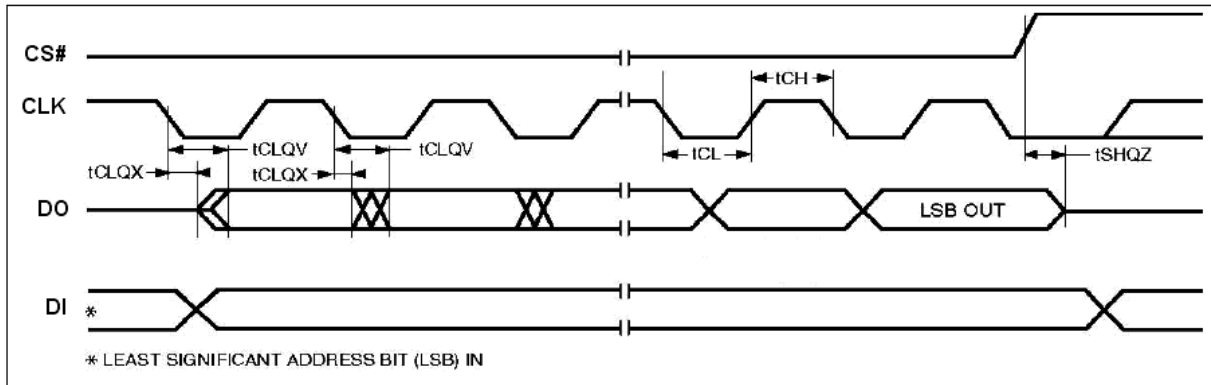 CS#
tCH
CLK
tCLQV
tCLQV
tCL
tSHQZ
tCLQX
tCLQX
DO
LSB OUT
DI
*
* LEAST SIGNIFICANT ADDRESS BIT (LSB) IN